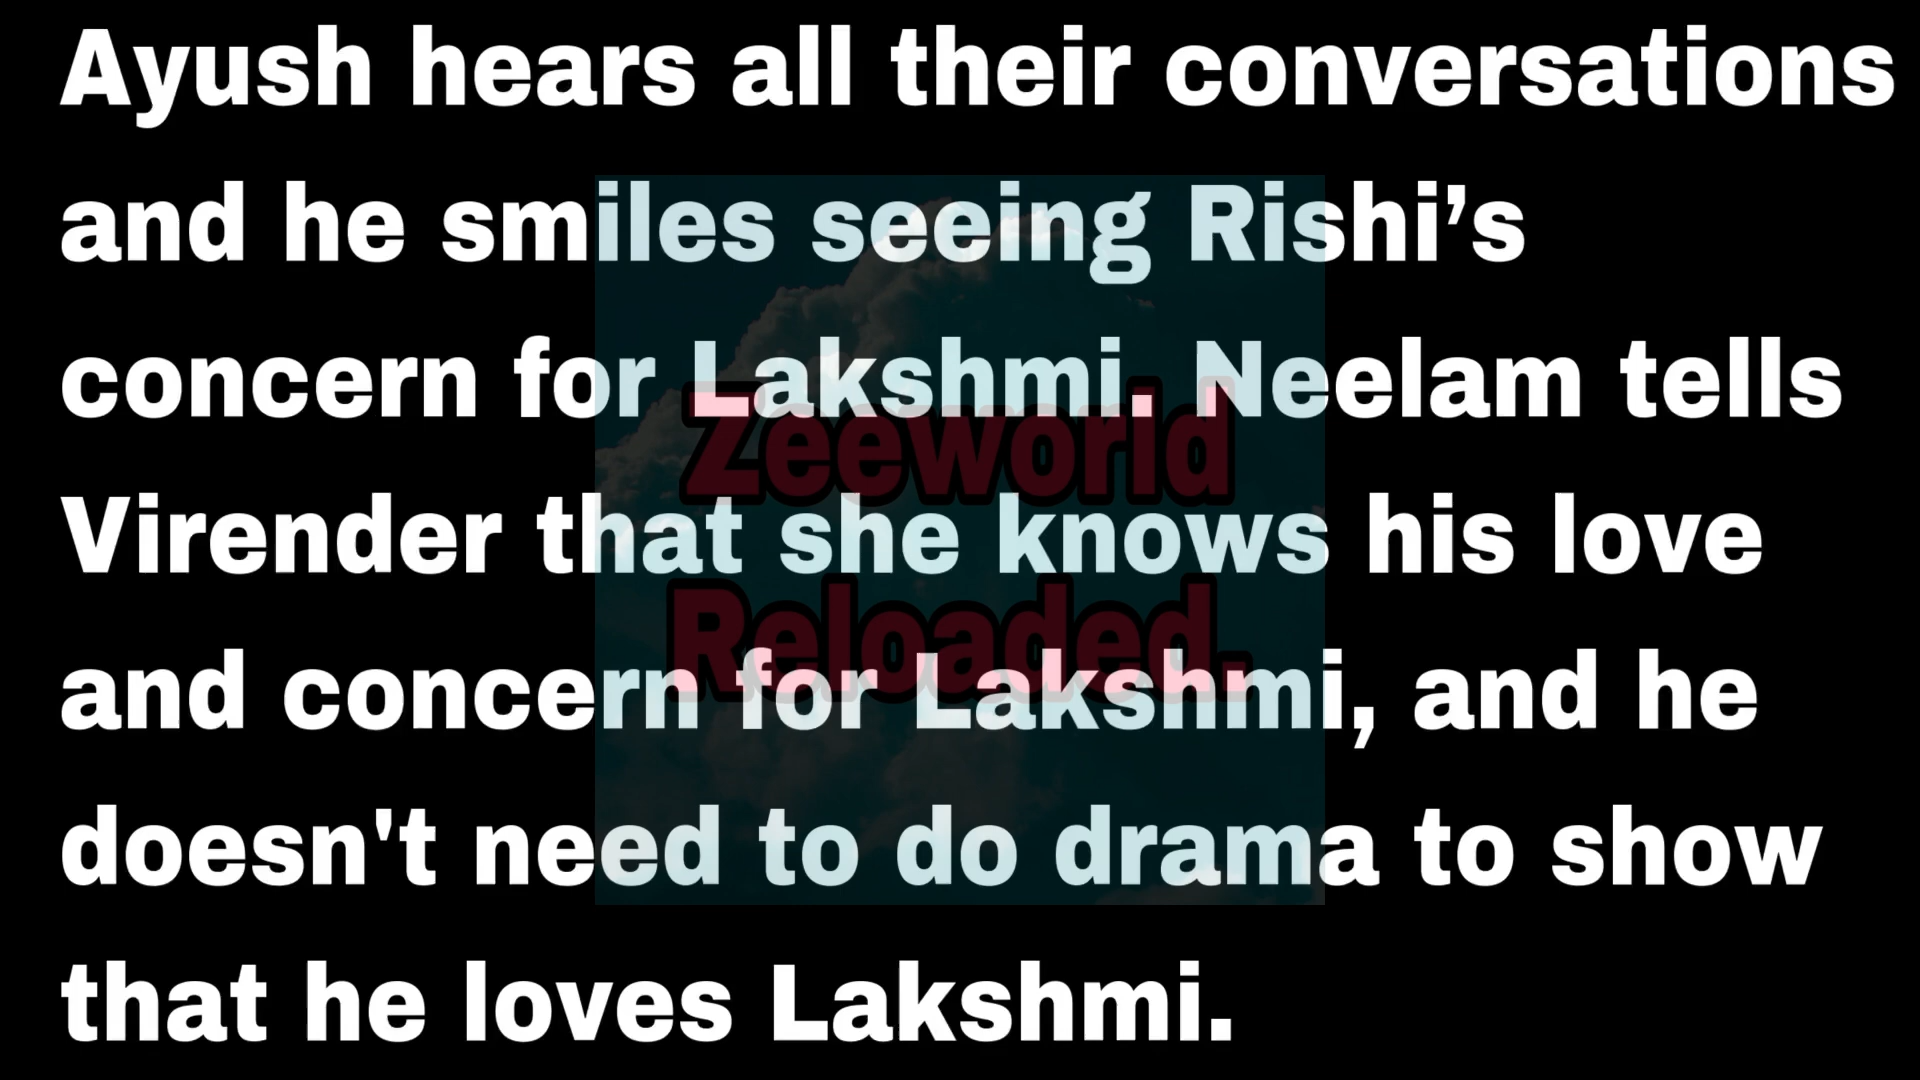 Ayush hears all their conversations
and he smiles seeing Rishi’s
concern for Lakshmi. Neelam tells
Zeeworld
Virender that she knows his love
Reloaded.
and concern for Lakshmi, and he
doesn't need to do drama to show
that he loves Lakshmi.